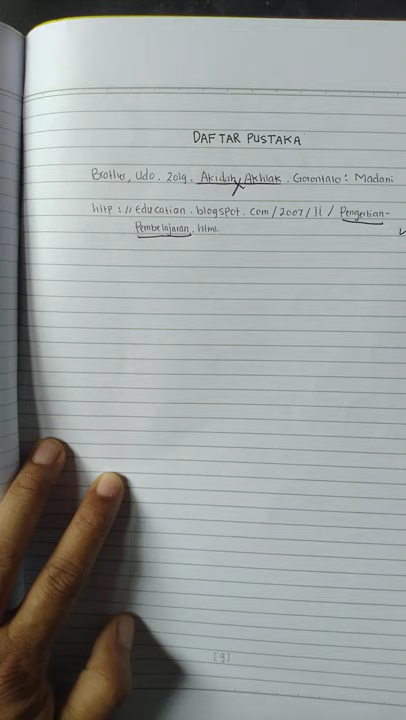 DAFTAR PUSTAKA
Brother, Udo. 2019. Akidah Akhlak. Gorontalo: Madani
http://education.blogspot.com/2007/11/Pengertian-
Pembelajaran.html.
[9]